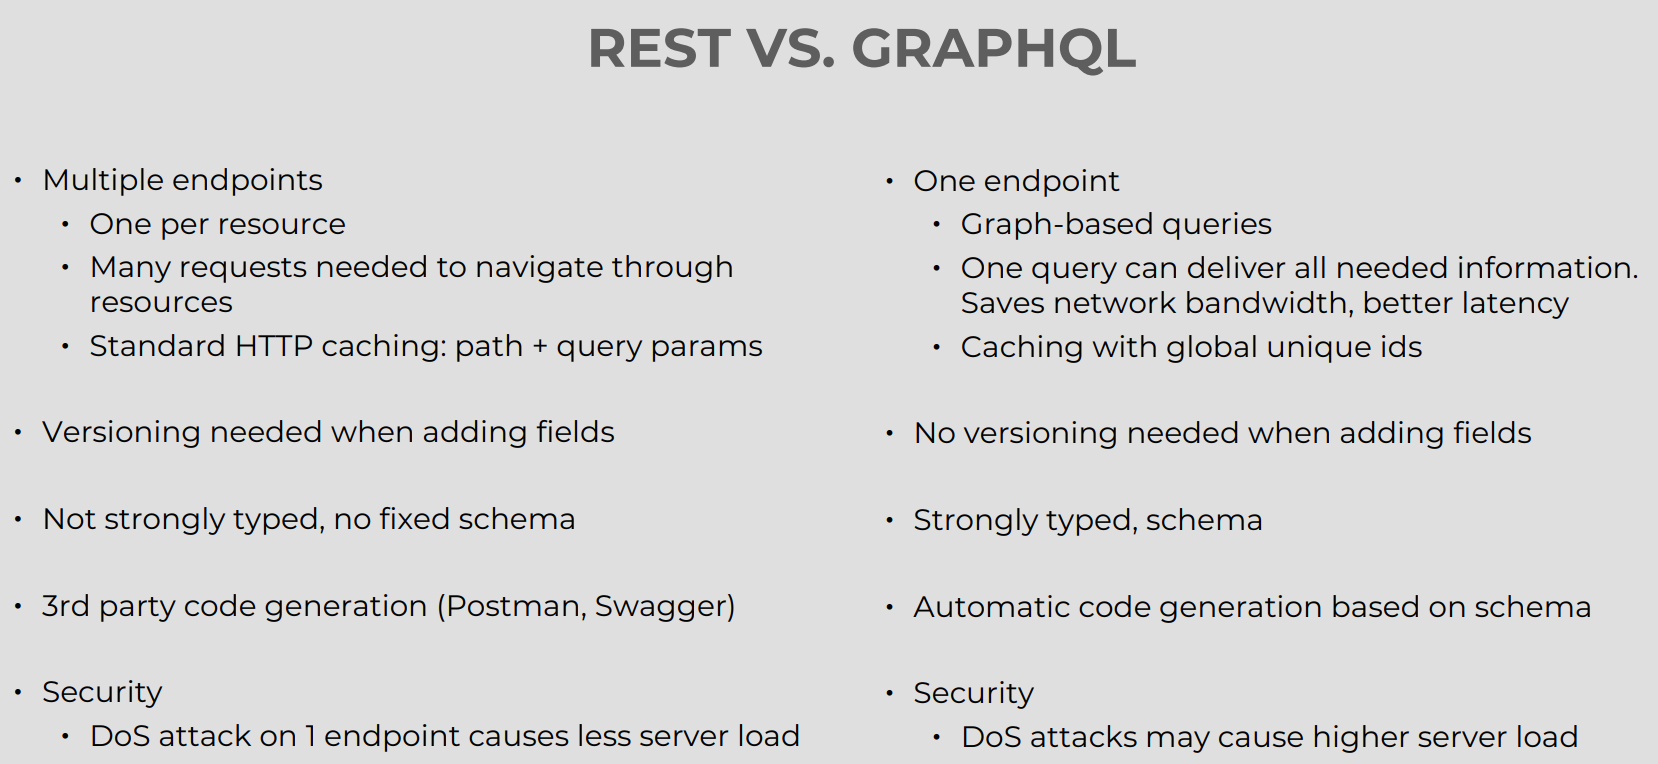 REST VS. GRAPHQL
• Multiple endpoints
• One per resource
• Many requests needed to navigate through
resources
• Standard HTTP caching: path + query params
• Versioning needed when adding fields
• Not strongly typed, no fixed schema
• 3rd party code generation (Postman, Swagger)
• Security
• DoS attack on 1 endpoint causes less server load
• One endpoint
• Graph-based queries
• One query can deliver all needed information.
Saves network bandwidth, better latency
• Caching with global unique ids
• No versioning needed when adding fields
• Strongly typed, schema
• Automatic code generation based on schema
• Security
• DoS attacks may cause higher server load